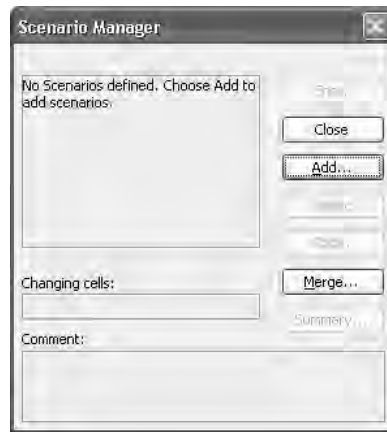 Scenario Manager
No Scenarios defined. Choose Add to
add scenarios.
Close
Add...
Changing cells:
Merge...
Summary...
Comment: